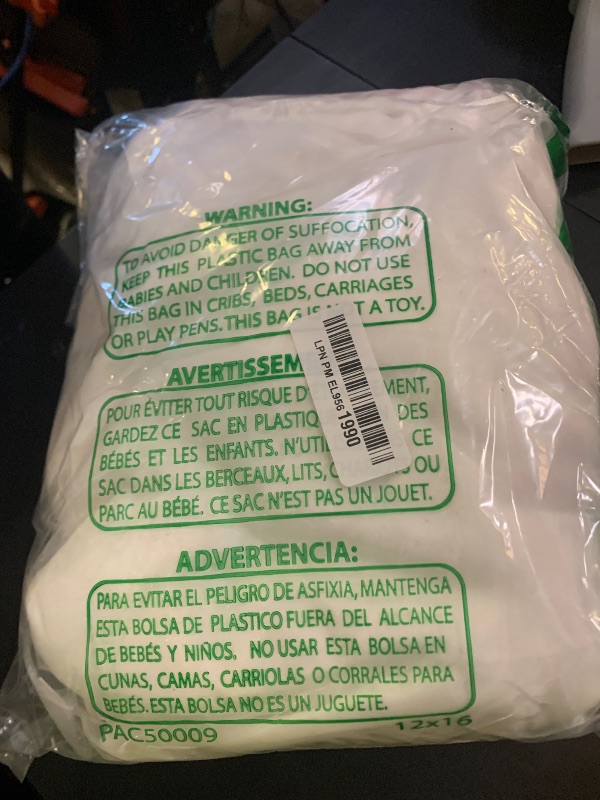 WARNING:
TO AVOID DANGER OF SUFFOCATION,
KEEP THIS PLASTIC BAG AWAY FROM
BABIES AND CHILDREN. DO NOT USE
THIS BAG IN CRIBS, BEDS, CARRIAGES
OR PLAY PENS. THIS BAG IS T A TOY.
LPN PM EL956 1990
AVERTISSEM
POUR ÉVITER TOUT RISQUE D' MENT,
GARDEZ CE SAC EN PLASTIQ DES
BÉBÉS ET LES ENFANTS. N'UTI CE
SAC DANS LES BERCEAUX, LITS, OU
PARC AU BÉBÉ. CE SAC N'EST PAS UN JOUET.
ADVERTENCIA:
PARA EVITAR EL PELIGRO DE ASFIXIA, MANTENGA
ESTA BOLSA DE PLASTICO FUERA DEL ALCANCE
DE BEBÉS Y NIÑOS. NO USAR ESTA BOLSA EN
CUNAS, CAMAS, CARRIOLAS O CORRALES PARA
BEBÉS. ESTA BOLSA NO ES UN JUGUETE.
PAC50009 12x16